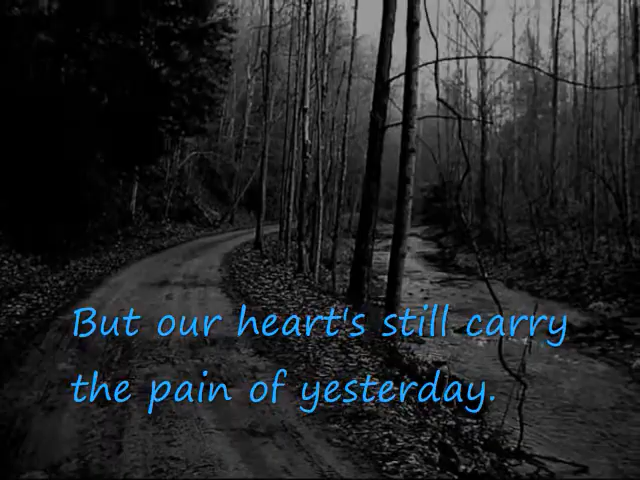 But our heart's still carry
the pain of yesterday.